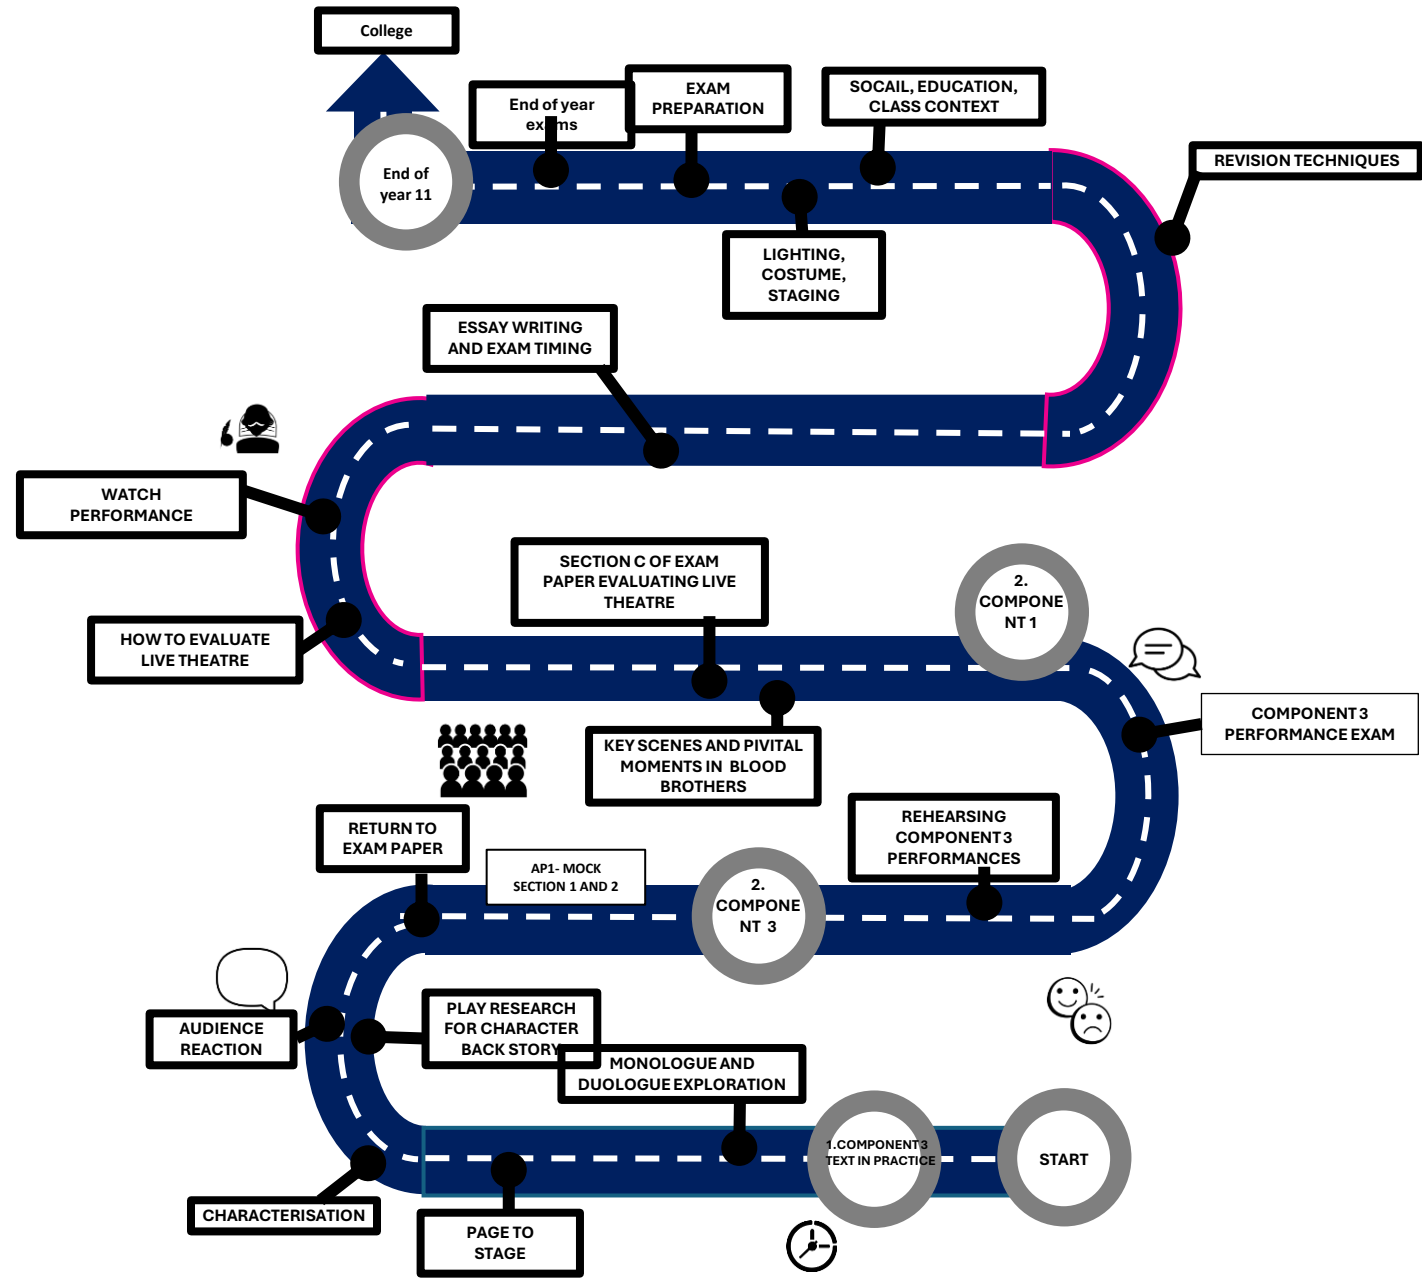 College
End of year
exams
EXAM
PREPARATION
SOCAIL, EDUCATION,
CLASS CONTEXT
REVISION TECHNIQUES
End of
year 11
LIGHTING,
COSTUME,
STAGING
ESSAY WRITING
AND EXAM TIMING
WATCH
PERFORMANCE
SECTION C OF EXAM
PAPER EVALUATING LIVE
THEATRE
2.
COMPONE
NT 1
HOW TO EVALUATE
LIVE THEATRE
COMPONENT 3
PERFORMANCE EXAM
KEY SCENES AND PIVITAL
MOMENTS IN BLOOD
BROTHERS
RETURN TO
EXAM PAPER
AP1- MOCK
SECTION 1 AND 2
2.
COMPONE
NT 3
REHEARSING
COMPONENT 3
PERFORMANCES
AUDIENCE
REACTION
PLAY RESEARCH
FOR CHARACTER
BACK STORY
MONOLOGUE AND
DUOLOGUE EXPLORATION
1.COMPONENT 3
TEXT IN PRACTICE
START
CHARACTERISATION
PAGE TO
STAGE